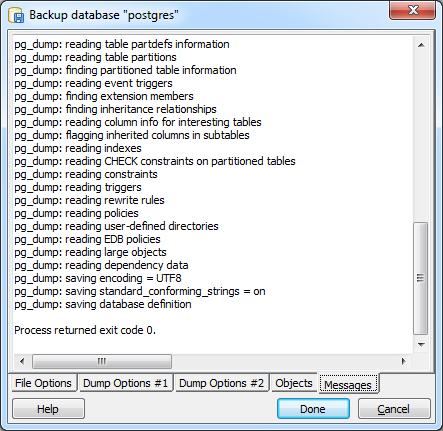 Backup database "postgres"
pg_dump: reading table partdefs information
pg_dump: reading table partitions
pg_dump: finding partitioned table information
pg_dump: reading event triggers
pg_dump: finding extension members
pg_dump: finding inheritance relationships
pg_dump: reading column info for interesting tables
pg_dump: flagging inherited columns in subtables
pg_dump: reading indexes
pg_dump: reading CHECK constraints on partitioned tables
pg_dump: reading constraints
pg_dump: reading triggers
pg_dump: reading rewrite rules
pg_dump: reading policies
pg_dump: reading user-defined directories
pg_dump: reading EDB policies
pg_dump: reading large objects
pg_dump: reading dependency data
pg_dump: saving encoding = UTF8
pg_dump: saving standard_conforming_strings = on
pg_dump: saving database definition
Process returned exit code 0.
File Options Dump Options #1 Dump Options #2 Objects Messages
Help Done Cancel